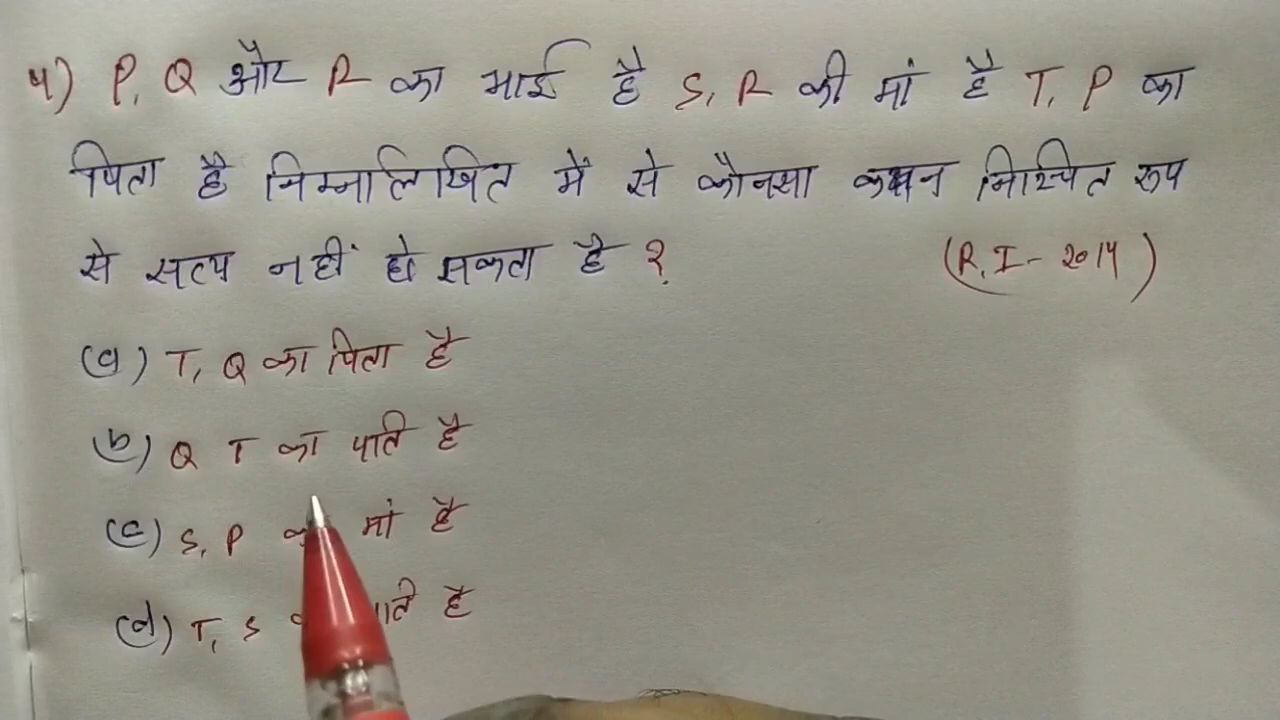 4) P, Q और R का भाई है S, R की मां है T, P का
पिता है निम्नलिखित में से कौनसा कथन निश्चित रूप
से सत्य नहीं हो सकता है ?
(R.I - 2014)
(a) T, Q का पिता है
(b) Q T का पति है
(c) S, P मां है
(d) T, S है